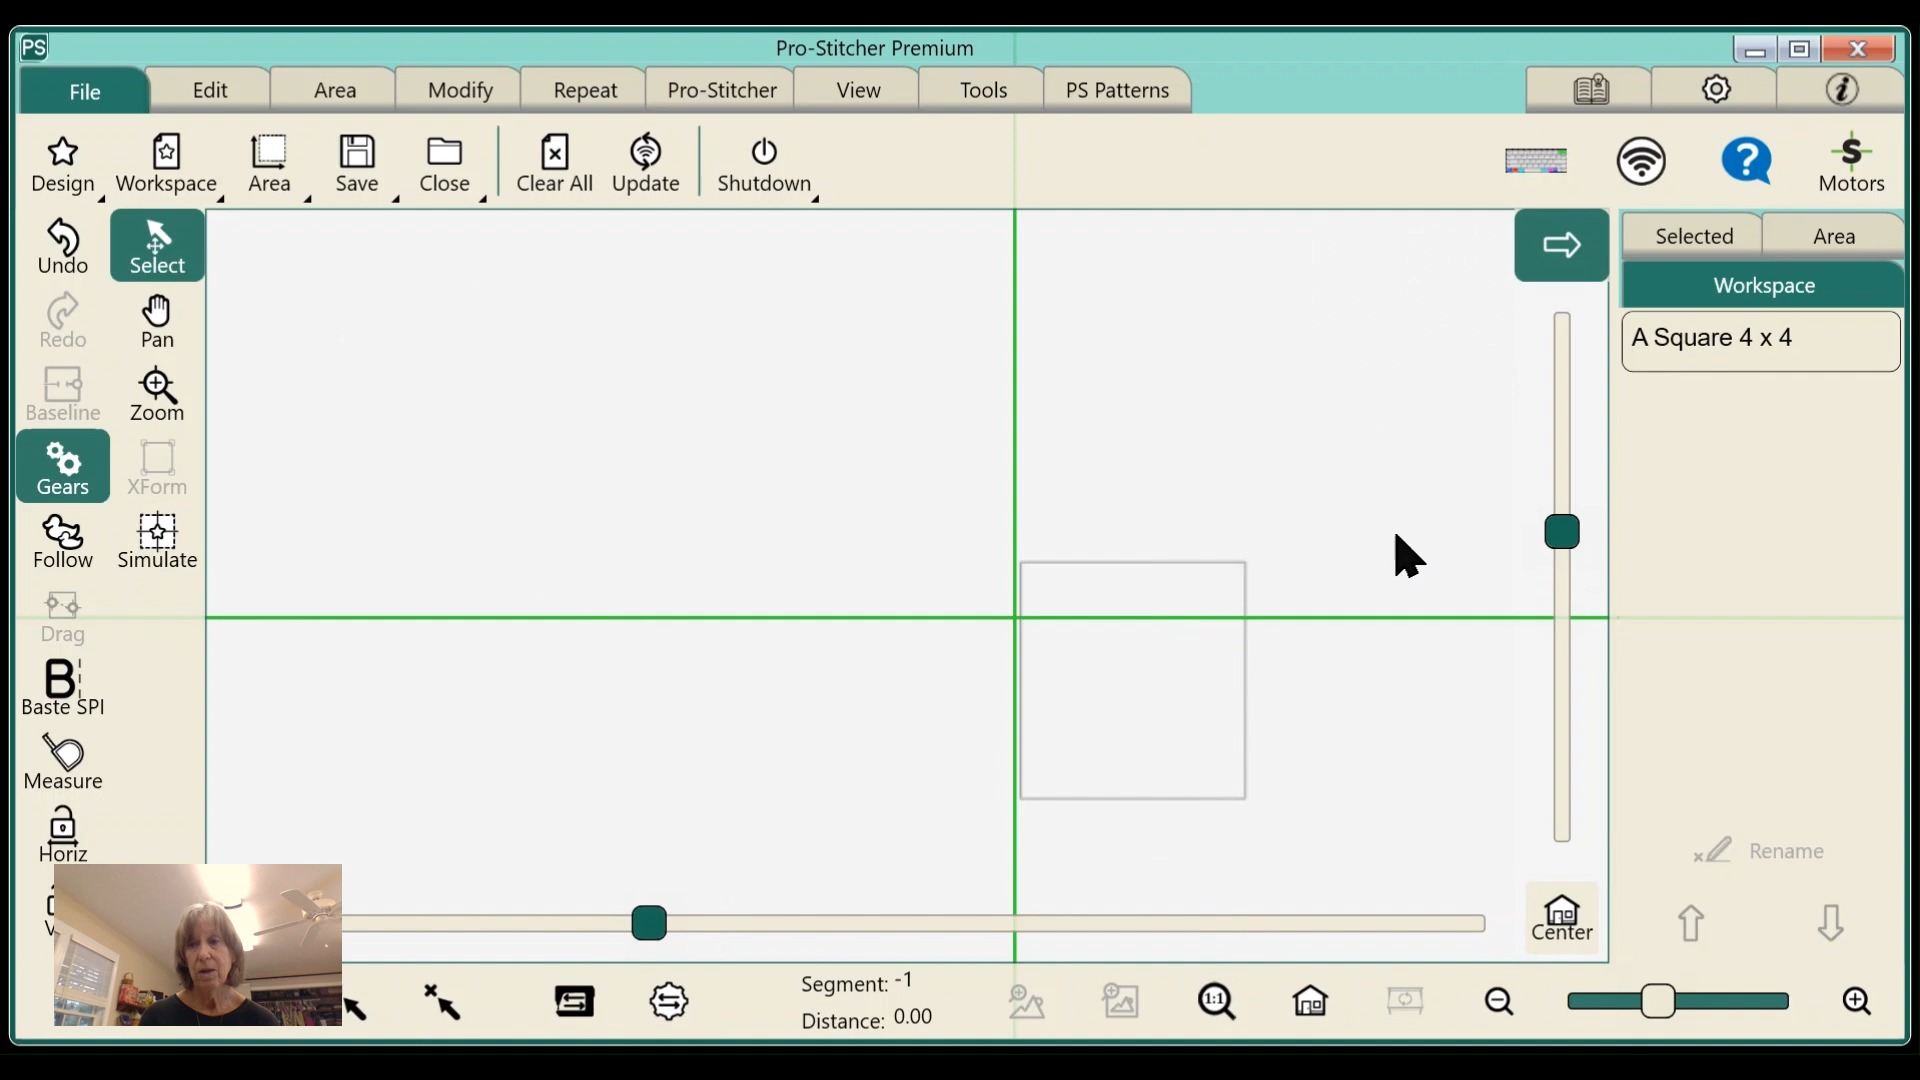 PS
Pro-Stitcher Premium
File
Edit
Area
Modify
Repeat
Pro-Stitcher
View
Tools
PS Patterns
Design
Workspace
Area
Save
Close
Clear All
Update
Shutdown
S
Motors
Undo
Select
Redo
Pan
Baseline
Zoom
Gears
XForm
Follow
Simulate
Drag
B
Baste SPI
Measure
Horiz
Selected
Area
Workspace
A Square 4 x 4
Rename
Center
Segment: -1
Distance: 0.00
1:1